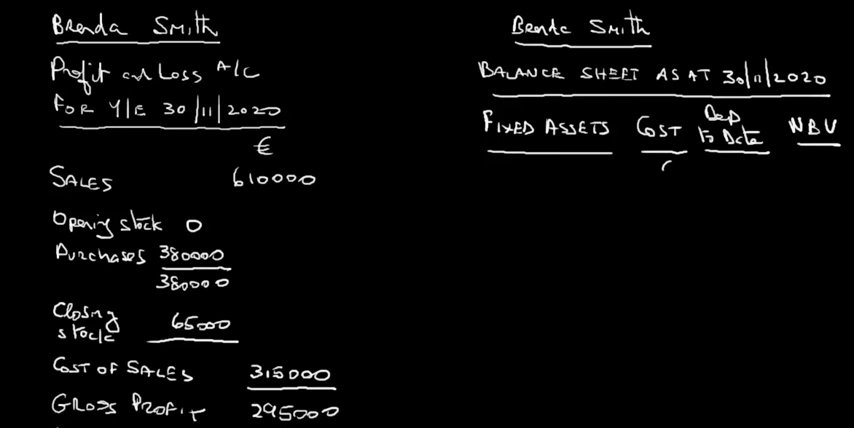 Brenda Smith
Profit and Loss A/C
FOR Y/E 30/11/2020
€
SALES 610000
Opening stock 0
Purchases 380000
380000
Closing stock 65000
COST OF SALES 315000
GROSS PROFIT 295000
Brenda Smith
BALANCE SHEET AS AT 30/11/2020
FIXED ASSETS COST Dep to Date NBV